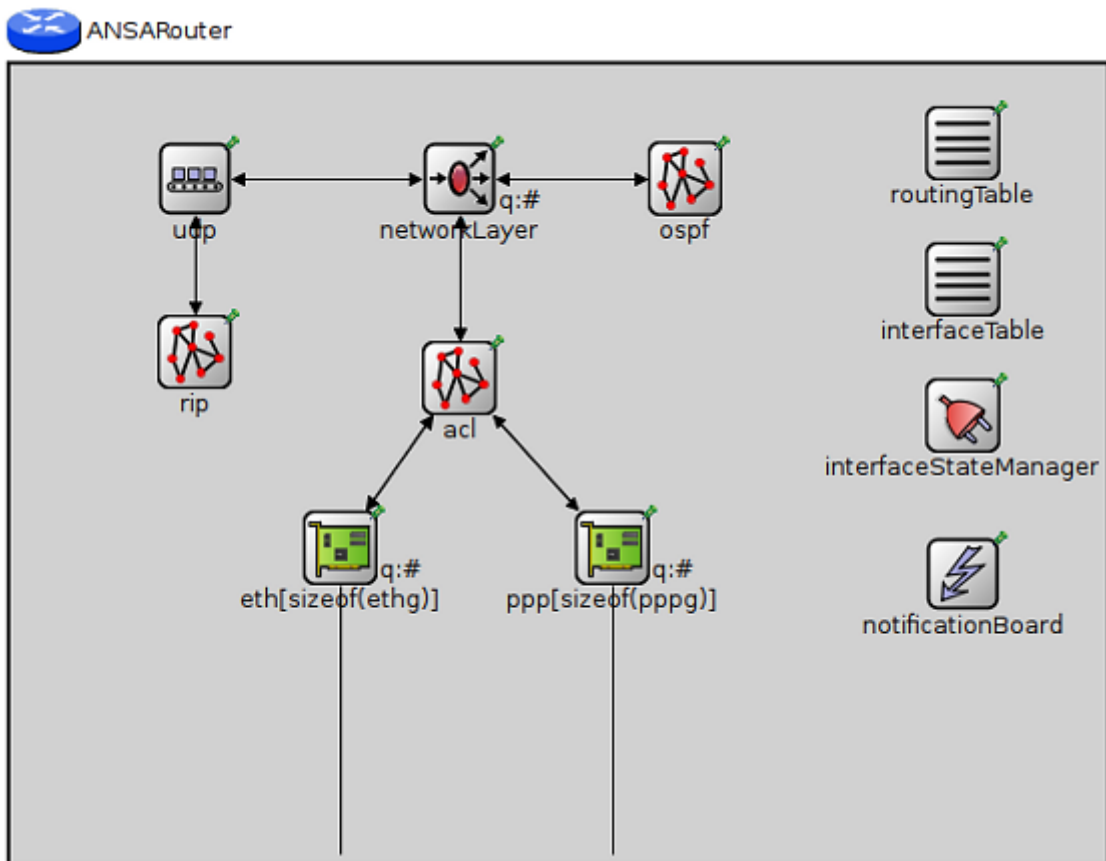 ANSARouter
udp
networkLayer
q:#
ospf
routingTable
interfaceTable
rip
acl
interfaceStateManager
eth[sizeof(ethg)]
q:#
ppp[sizeof(pppg)]
q:#
notificationBoard